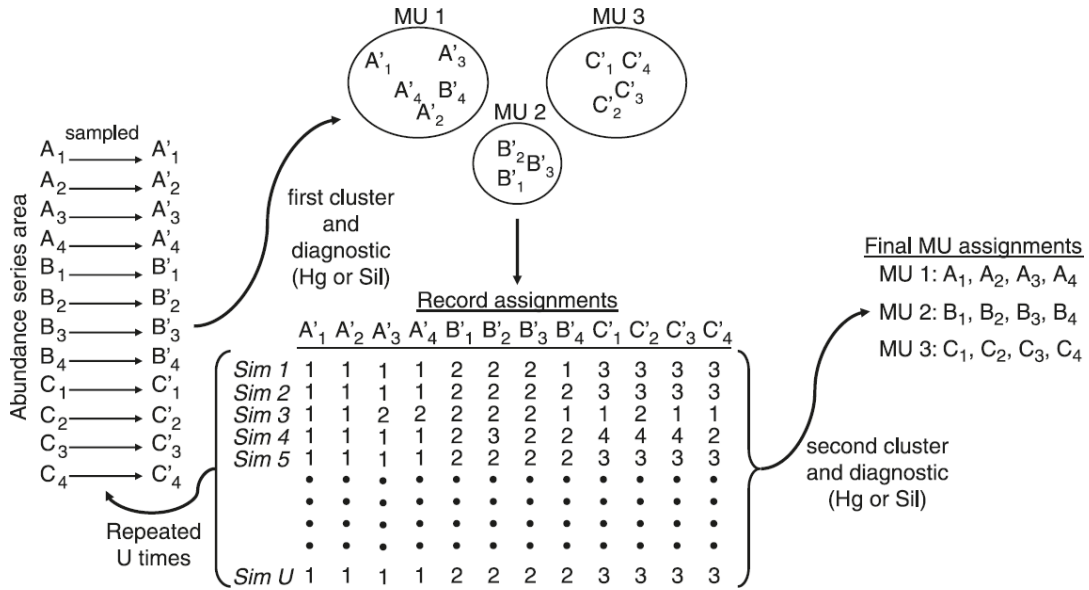 MU 1
A'1 A'3
A'4 B'4
A'2
MU 3
C'1 C'4
C'3
C'2
MU 2
B'2 B'3
B'1
sampled
Abundance series area
A1 A'1
A2 A'2
A3 A'3
A4 A'4
B1 B'1
B2 B'2
B3 B'3
B4 B'4
C1 C'1
C2 C'2
C3 C'3
C4 C'4
first cluster
and
diagnostic
(Hg or Sil)
Repeated
U times
Record assignments
A'1 A'2 A'3 A'4 B'1 B'2 B'3 B'4 C'1 C'2 C'3 C'4
Sim 1 1 1 1 1 2 2 2 1 3 3 3 3
Sim 2 1 1 1 1 2 2 2 2 3 3 3 3
Sim 3 1 1 2 2 2 2 2 1 1 2 1 1
Sim 4 1 1 1 1 2 3 2 2 4 4 4 2
Sim 5 1 1 1 1 2 2 2 2 3 3 3 3
Sim U 1 1 1 1 2 2 2 2 3 3 3 3
second cluster
and diagnostic
(Hg or Sil)
Final MU assignments
MU 1: A1, A2, A3, A4
MU 2: B1, B2, B3, B4
MU 3: C1, C2, C3, C4